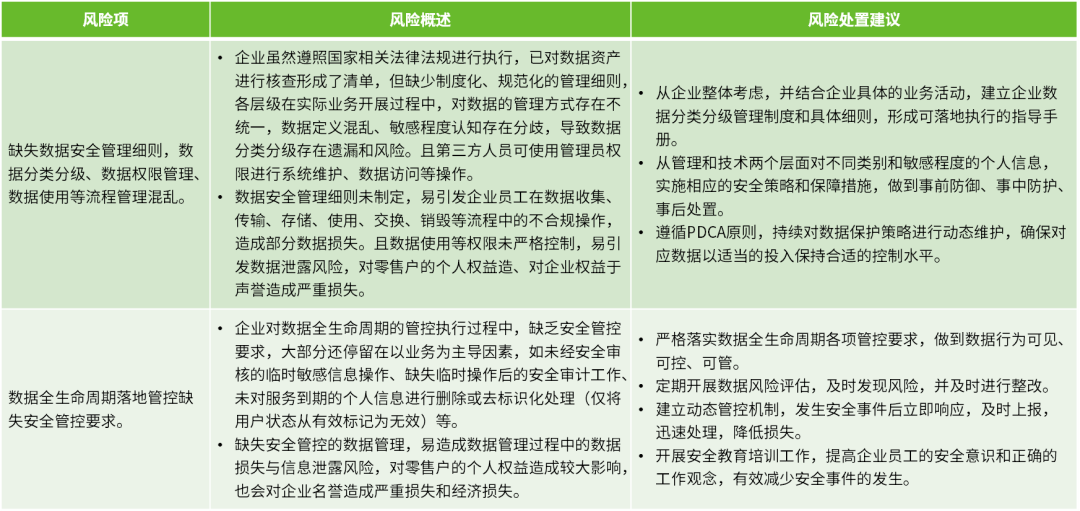 风险项
风险概述
风险处置建议
缺失数据安全管理细则，数
据分类分级、数据权限管理、
数据使用等流程管理混乱。
• 企业虽然遵照国家相关法律法规进行执行，已对数据资产
进行核查形成了清单，但缺少制度化、规范化的管理细则，
各层级在实际业务开展过程中，对数据的管理方式存在不
统一，数据定义混乱、敏感程度认知存在分歧，导致数据
分类分级存在遗漏和风险。且第三方人员可使用管理员权
限进行系统维护、数据访问等操作。
• 数据安全管理细则未制定，易引发企业员工在数据收集、
传输、存储、使用、交换、销毁等流程中的不合规操作，
造成部分数据损失。且数据使用等权限未严格控制，易引
发数据泄露风险，对零售户的个人权益造、对企业权益于
声誉造成严重损失。
• 从企业整体考虑，并结合企业具体的业务活动，建立企业数
据分类分级管理制度和具体细则，形成可落地执行的指导手
册。
• 从管理和技术两个层面对不同类别和敏感程度的个人信息，
实施相应的安全策略和保障措施，做到事前防御、事中防护、
事后处置。
• 遵循PDCA原则，持续对数据保护策略进行动态维护，确保对
应数据以适当的投入保持合适的控制水平。
数据全生命周期落地管控缺
失安全管控要求。
• 企业对数据全生命周期的管控执行过程中，缺乏安全管控
要求，大部分还停留在以业务为主导因素，如未经安全审
核的临时敏感信息操作、缺失临时操作后的安全审计工作、
未对服务到期的个人信息进行删除或去标识化处理（仅将
用户状态从有效标记为无效）等。
• 缺失安全管控的数据管理，易造成数据管理过程中的数据
损失与信息泄露风险，对零售户的个人权益造成较大影响，
也会对企业名誉造成严重损失和经济损失。
• 严格落实数据全生命周期各项管控要求，做到数据行为可见、
可控、可管。
• 定期开展数据风险评估，及时发现风险，并及时进行整改。
• 建立动态管控机制，发生安全事件后立即响应，及时上报，
迅速处理，降低损失。
• 开展安全教育培训工作，提高企业员工的安全意识和正确的
工作观念，有效减少安全事件的发生。